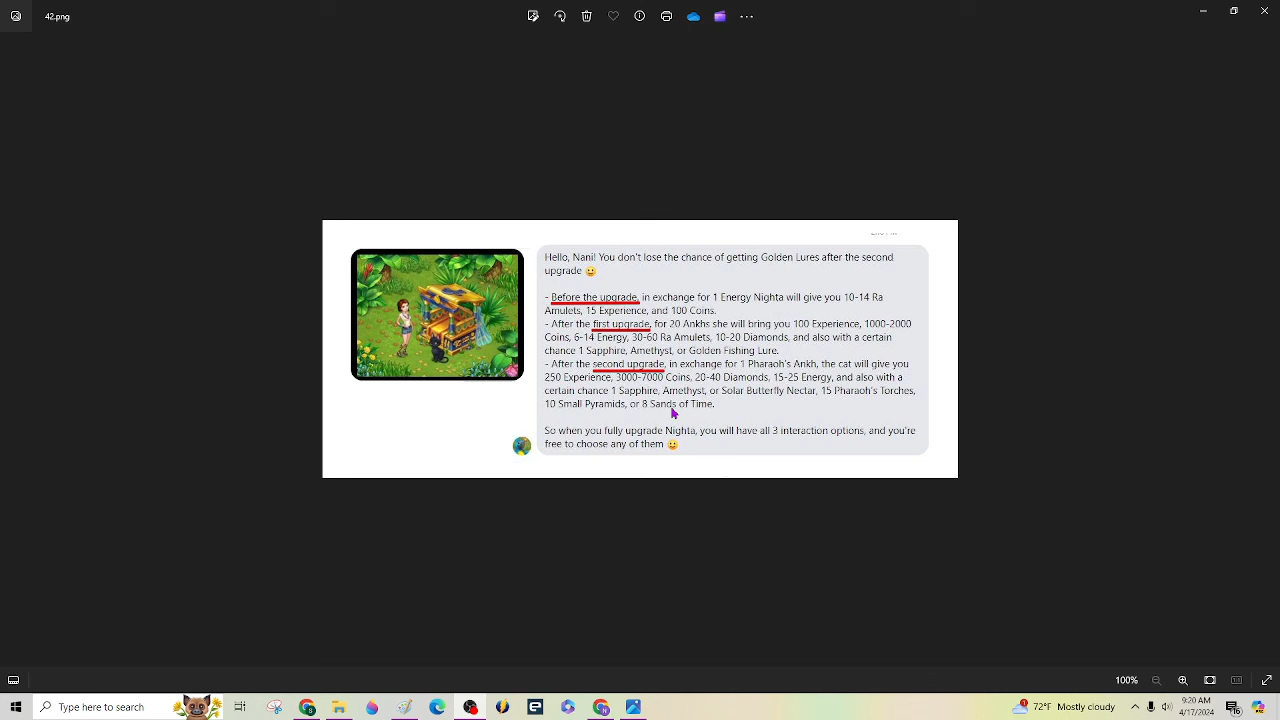 42.png
Hello, Nani! You don't lose the chance of getting Golden Lures after the second
upgrade
- Before the upgrade, in exchange for 1 Energy Nighta will give you 10-14 Ra
Amulets, 15 Experience, and 100 Coins.
- After the first upgrade, for 20 Ankhs she will bring you 100 Experience, 1000-2000
Coins, 6-14 Energy, 30-60 Ra Amulets, 10-20 Diamonds, and also with a certain
chance 1 Sapphire, Amethyst, or Golden Fishing Lure.
- After the second upgrade, in exchange for 1 Pharaoh's Ankh, the cat will give you
250 Experience, 3000-7000 Coins, 20-40 Diamonds, 15-25 Energy, and also with a
certain chance 1 Sapphire, Amethyst, or Solar Butterfly Nectar, 15 Pharaoh's Torches,
10 Small Pyramids, or 8 Sands of Time.
So when you fully upgrade Nighta, you will have all 3 interaction options, and you're
free to choose any of them
100%
Type here to search
72°F Mostly cloudy
9:20 AM
4/17/2024